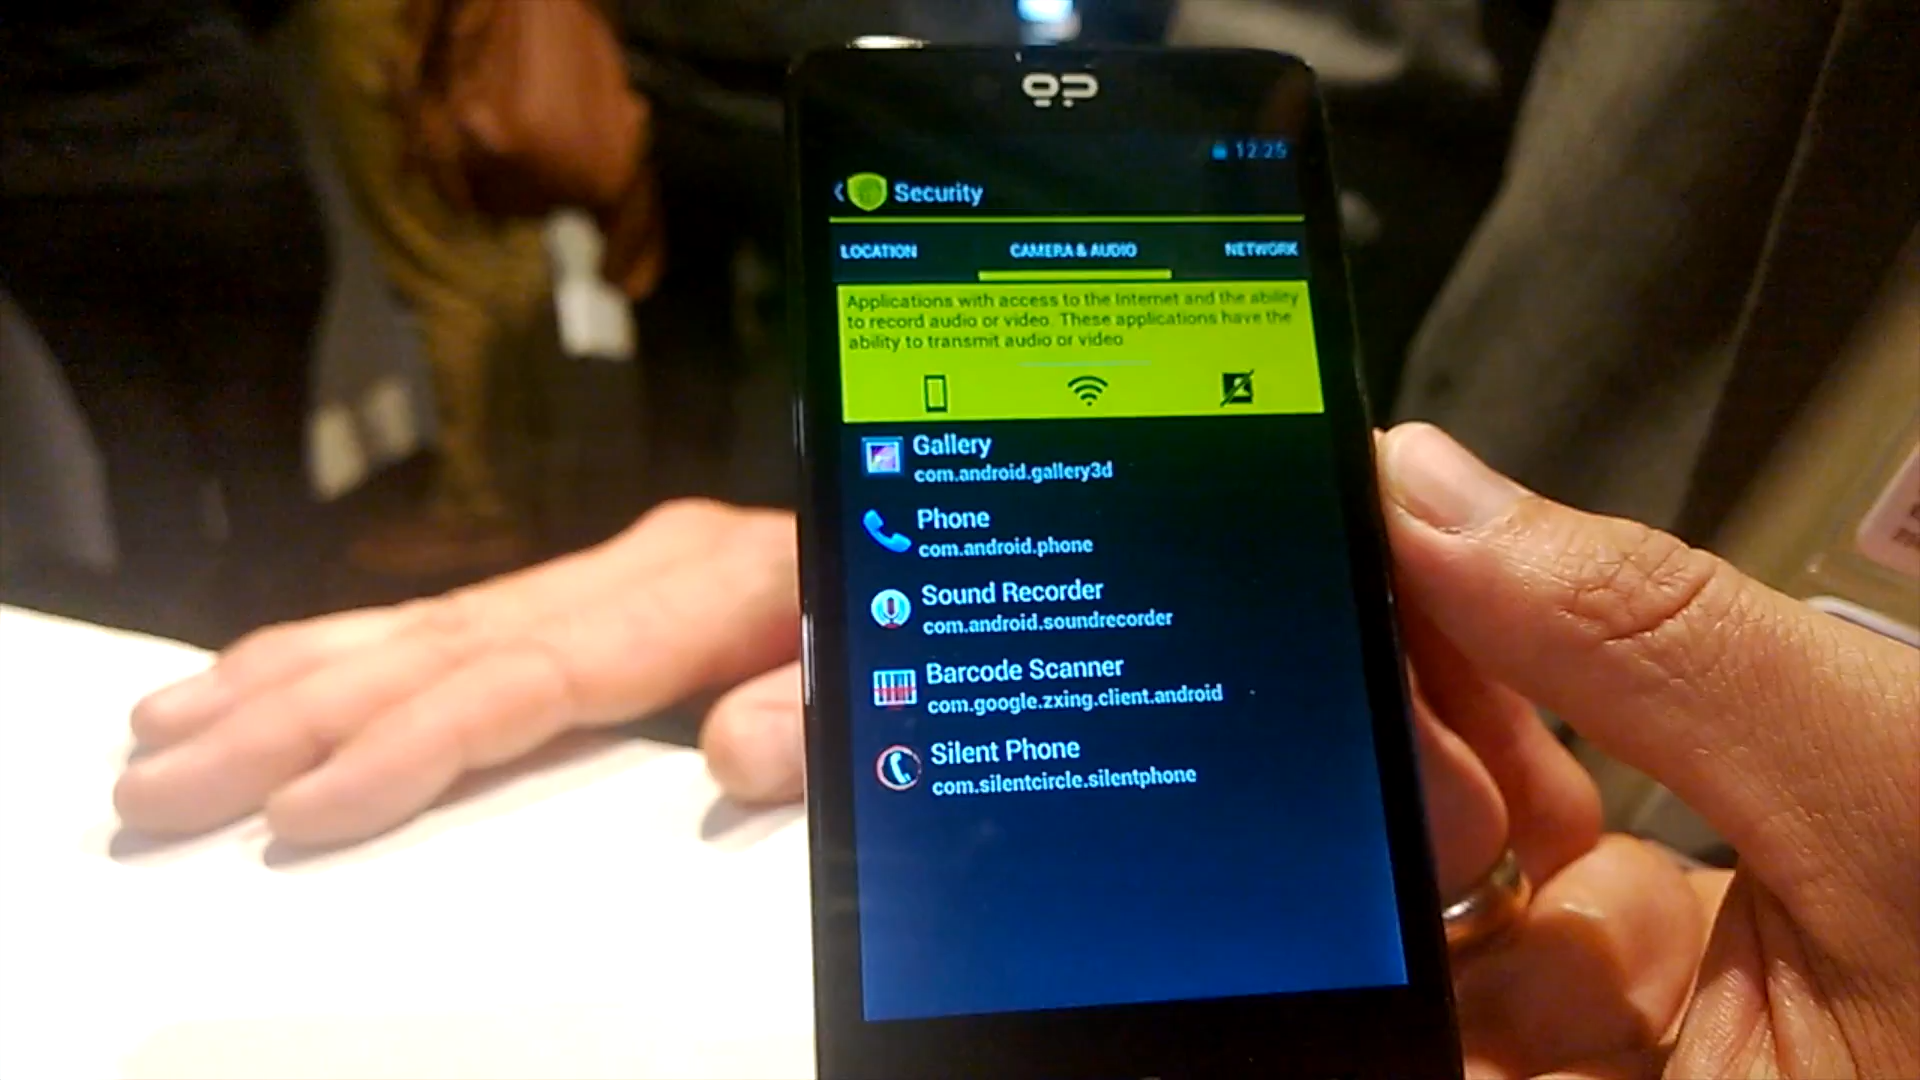 12:25
Security
LOCATION CAMERA & AUDIO NETWORK
Applications with access to the Internet and the ability
to record audio or video. These applications have the
ability to transmit audio or video
Gallery
com.android.gallery3d
Phone
com.android.phone
Sound Recorder
com.android.soundrecorder
Barcode Scanner
com.google.zxing.client.android
Silent Phone
com.silentcircle.silentphone